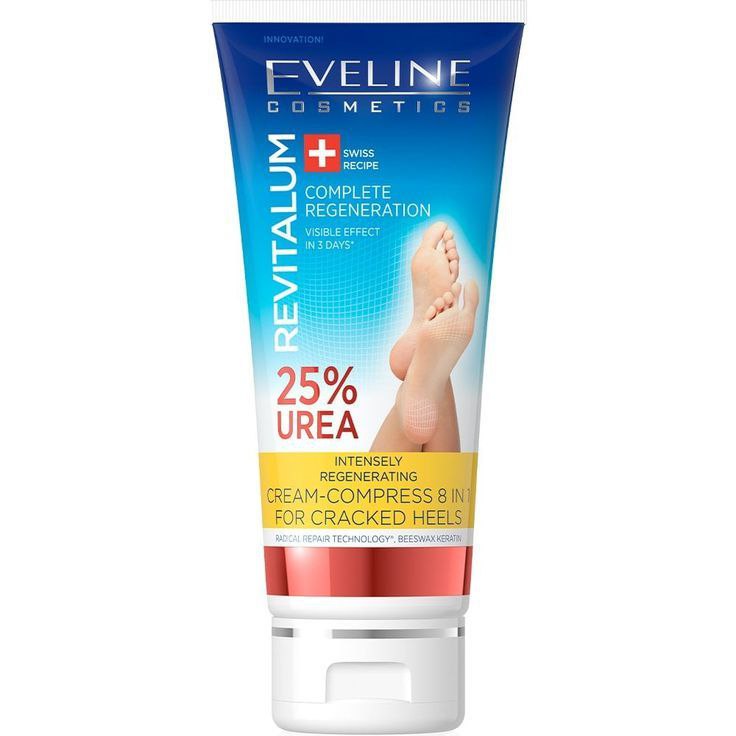 INNOVATION!
EVELINE
COSMETICS
REVITALUM
SWISS
RECIPE
COMPLETE
REGENERATION
VISIBLE EFFECT
IN 3 DAYS*
25%
UREA
INTENSELY
REGENERATING
CREAM-COMPRESS 8 IN 1
FOR CRACKED HEELS
RADICAL REPAIR TECHNOLOGY®, BEESWAX KERATIN